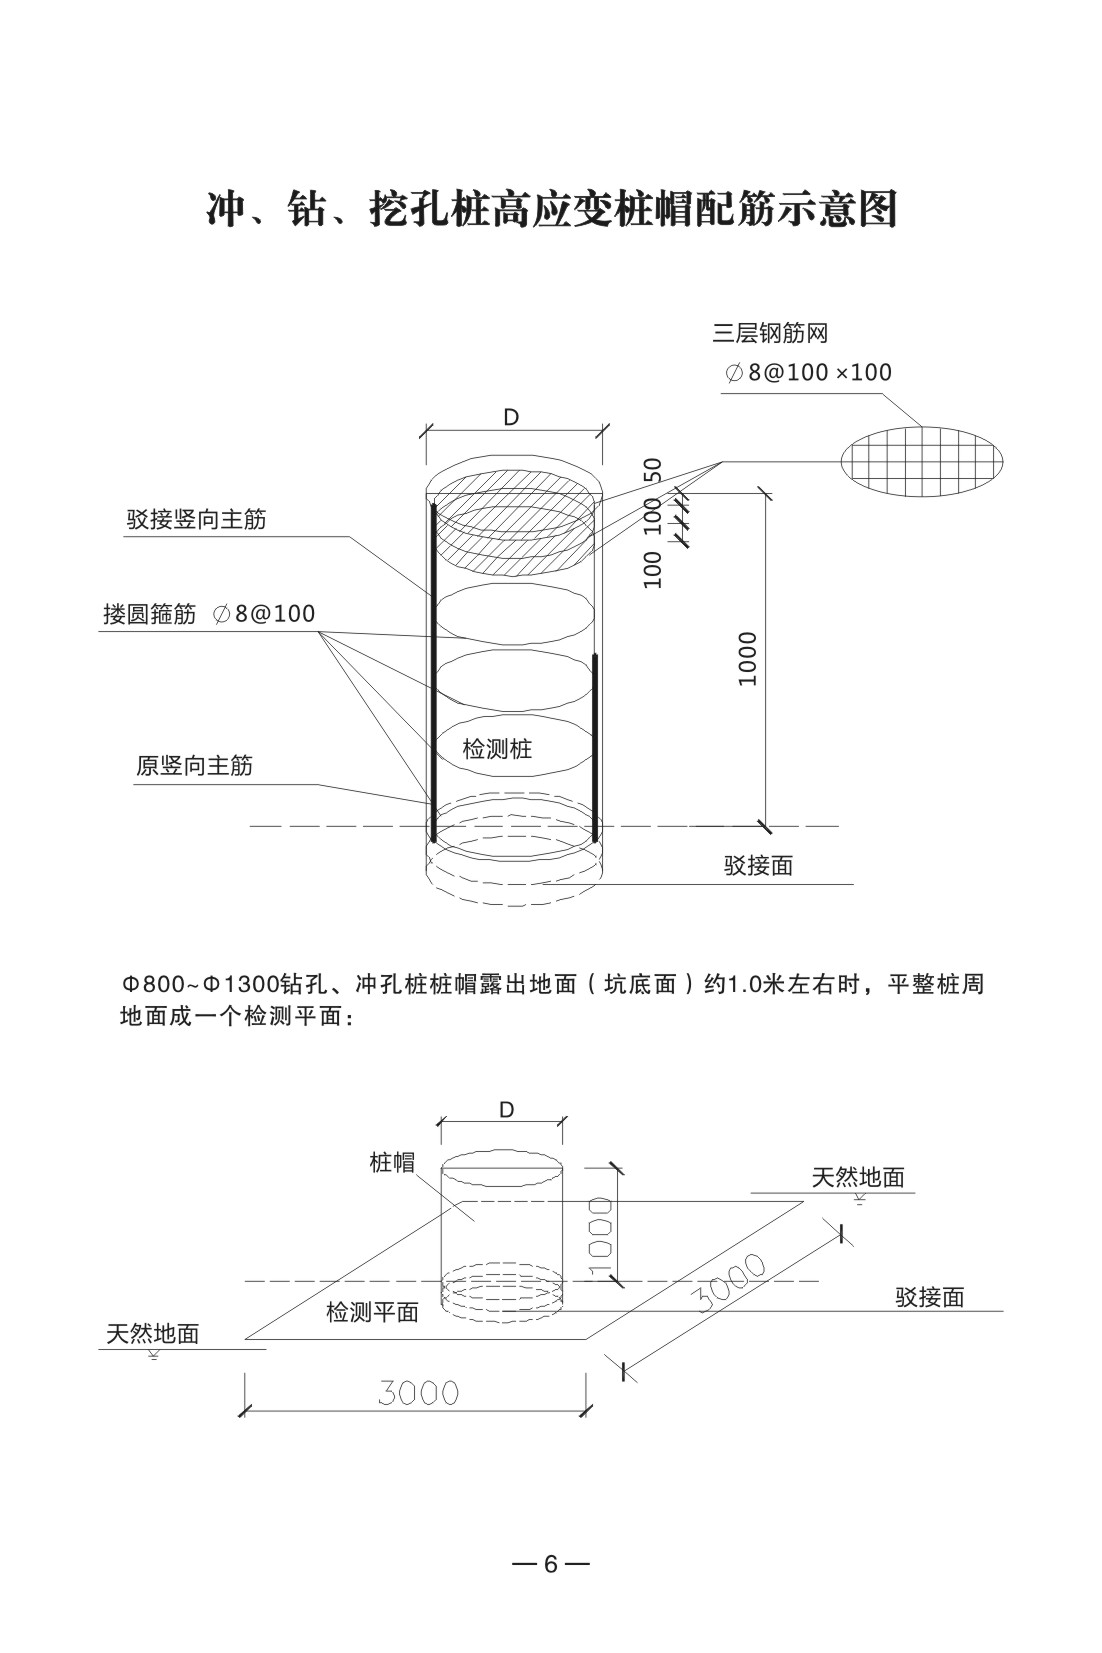 冲、钻、挖孔桩高应变桩帽配筋示意图
三层钢筋网
∅8@100×100
D
50
100
100
驳接竖向主筋
搂圆箍筋 ∅8@100
1000
检测桩
原竖向主筋
驳接面
Φ800~Φ1300钻孔、冲孔桩桩帽露出地面（坑底面）约1.0米左右时，平整桩周
地面成一个检测平面：
D
桩帽
天然地面
1000
3000
检测平面
驳接面
天然地面
3000
— 6 —